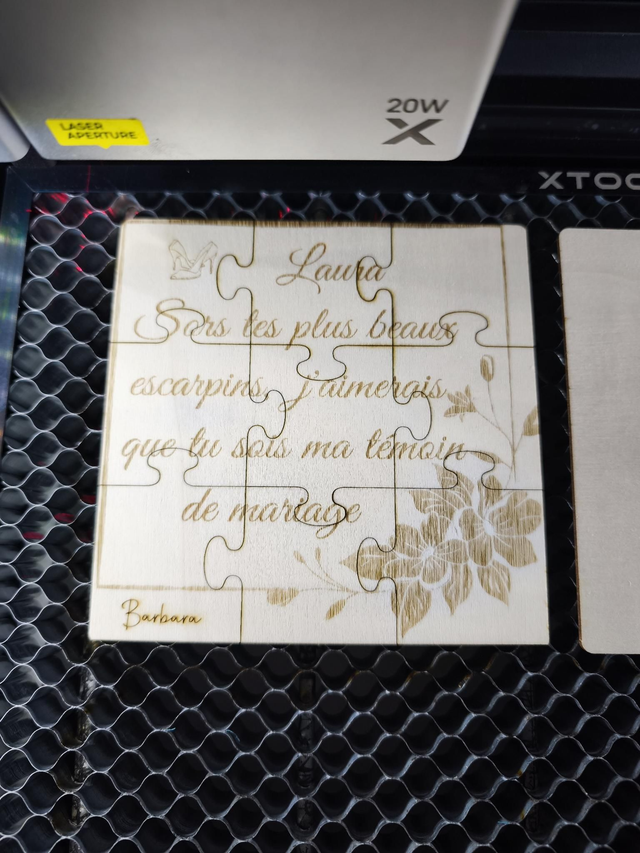 LASER
APERTURE
20W
XTOO
Laura
Sors tes plus beaux
escarpins, j'aimerais
que tu sois ma témoin
de mariage
Barbara